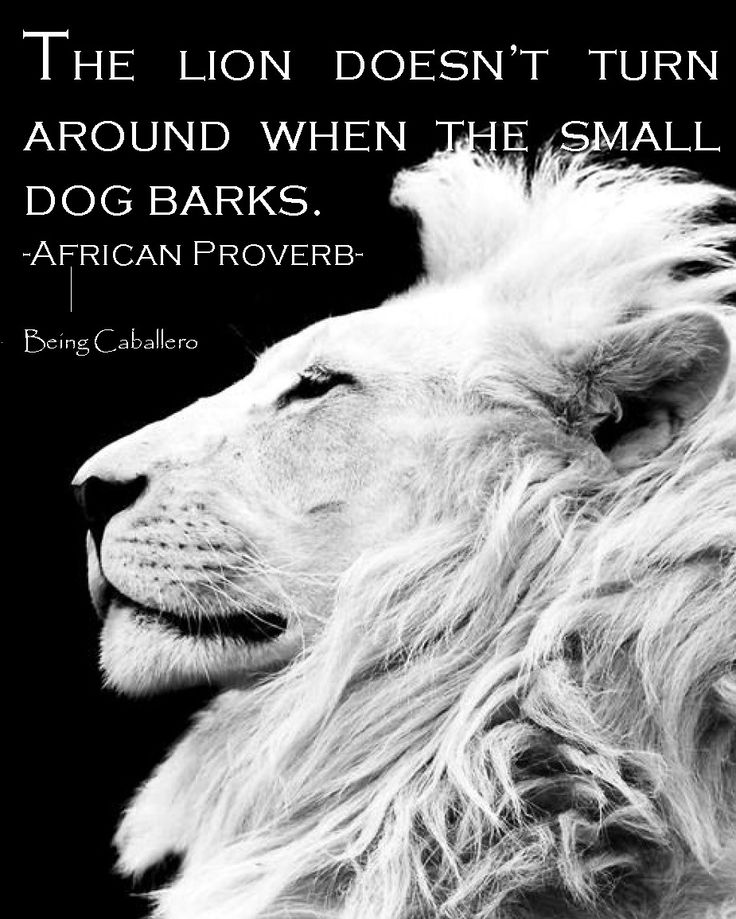 The lion doesn't turn
around when the small
dog barks.
-African Proverb-
Being Caballero